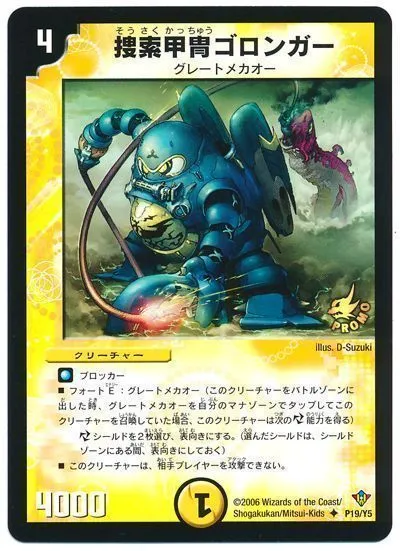 4
そうさくかっちゅう
捜索甲冑ゴロンガー
グレートメカオー
PROMO
illus. D-Suzuki
クリーチャー
ブロッカー
■ フォートE：グレートメカオー（このクリーチャーをバトルゾーンに
出した時、グレートメカオーを自分のマナゾーンでタップしてこの
クリーチャーを召喚していた場合、このクリーチャーは次の能力を得る）
シールドを2枚選び、表向きにする。（選んだシールドは、シールド
ゾーンにある間、表向きにしておく）
■ このクリーチャーは、相手プレイヤーを攻撃できない。
4000
1
©2006 Wizards of the Coast/
Shogakukan/Mitsui-Kids P19/Y5